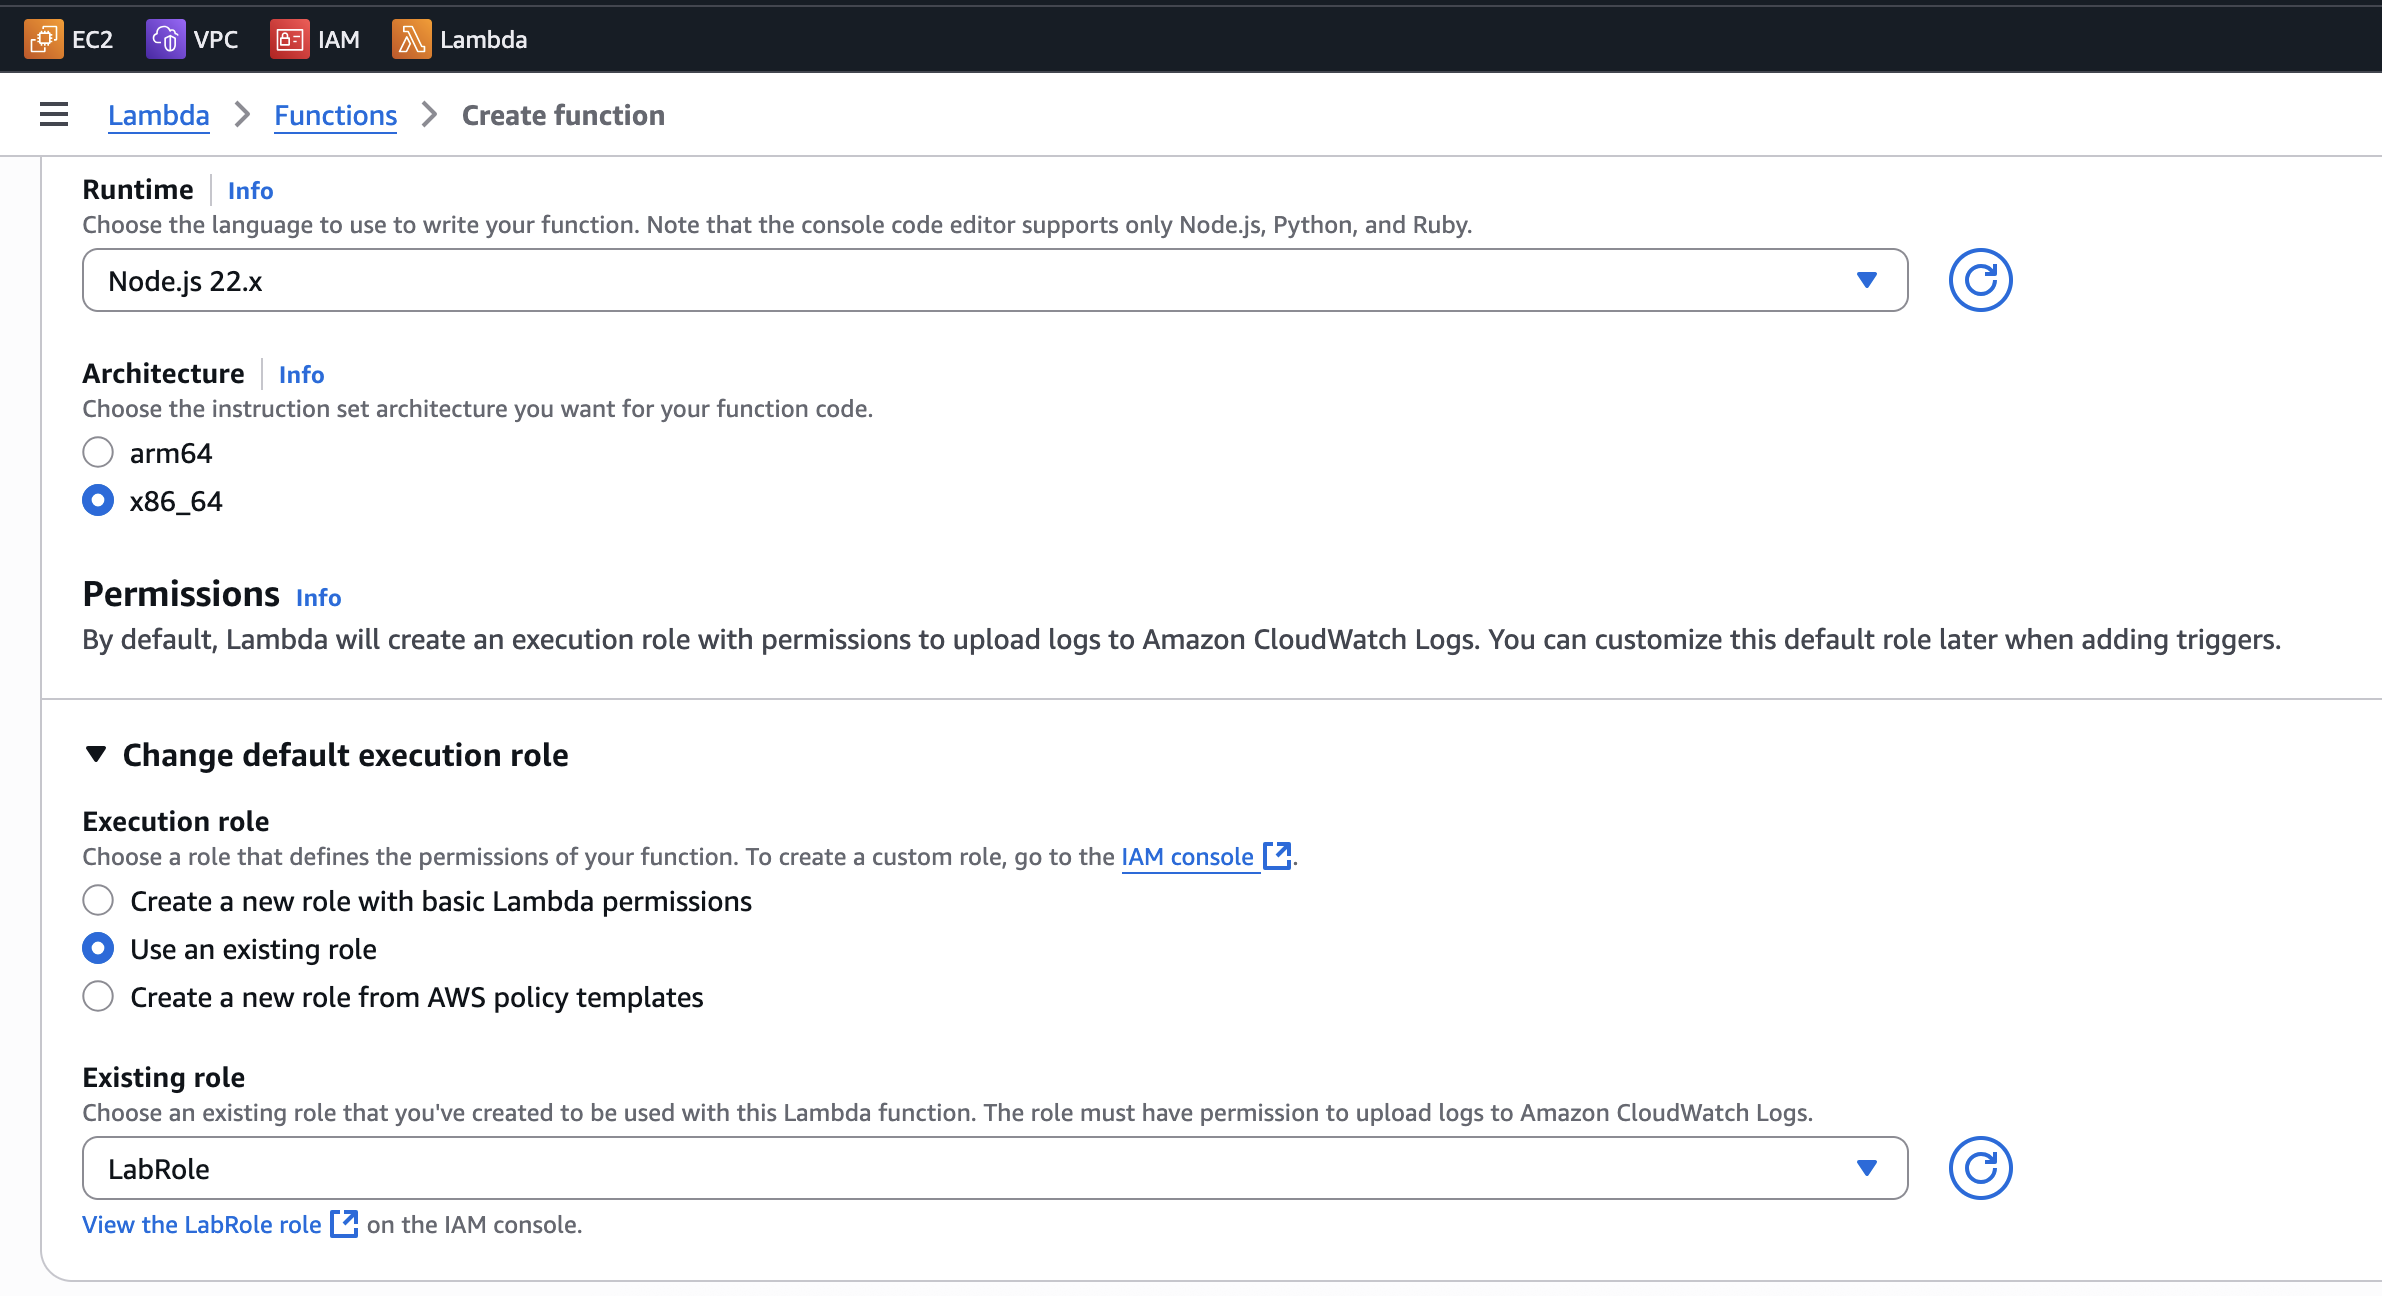 EC2 VPC IAM Lambda
Lambda Functions Create function
Runtime Info
Choose the language to use to write your function. Note that the console code editor supports only Node.js, Python, and Ruby.
Node.js 22.x
Architecture Info
Choose the instruction set architecture you want for your function code.
arm64
x86_64
Permissions Info
By default, Lambda will create an execution role with permissions to upload logs to Amazon CloudWatch Logs. You can customize this default role later when adding triggers.
Change default execution role
Execution role
Choose a role that defines the permissions of your function. To create a custom role, go to the IAM console.
Create a new role with basic Lambda permissions
Use an existing role
Create a new role from AWS policy templates
Existing role
Choose an existing role that you've created to be used with this Lambda function. The role must have permission to upload logs to Amazon CloudWatch Logs.
LabRole
View the LabRole role on the IAM console.